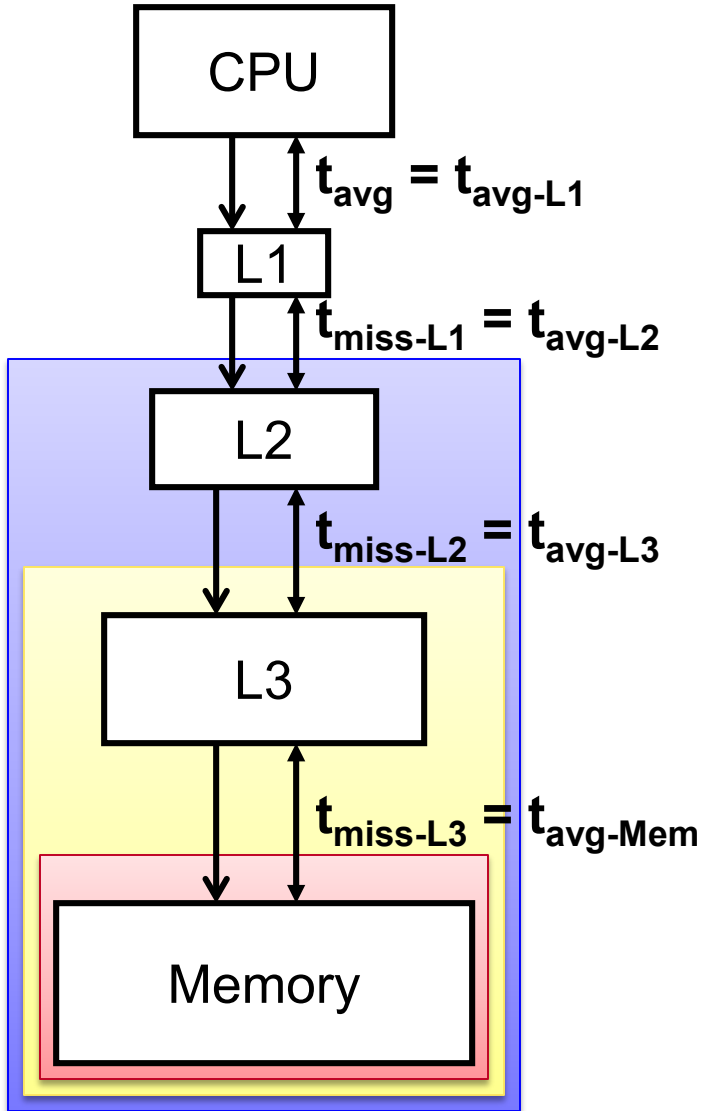 CPU
t_avg = t_avg-L1
L1
t_miss-L1 = t_avg-L2
L2
t_miss-L2 = t_avg-L3
L3
t_miss-L3 = t_avg-Mem
Memory